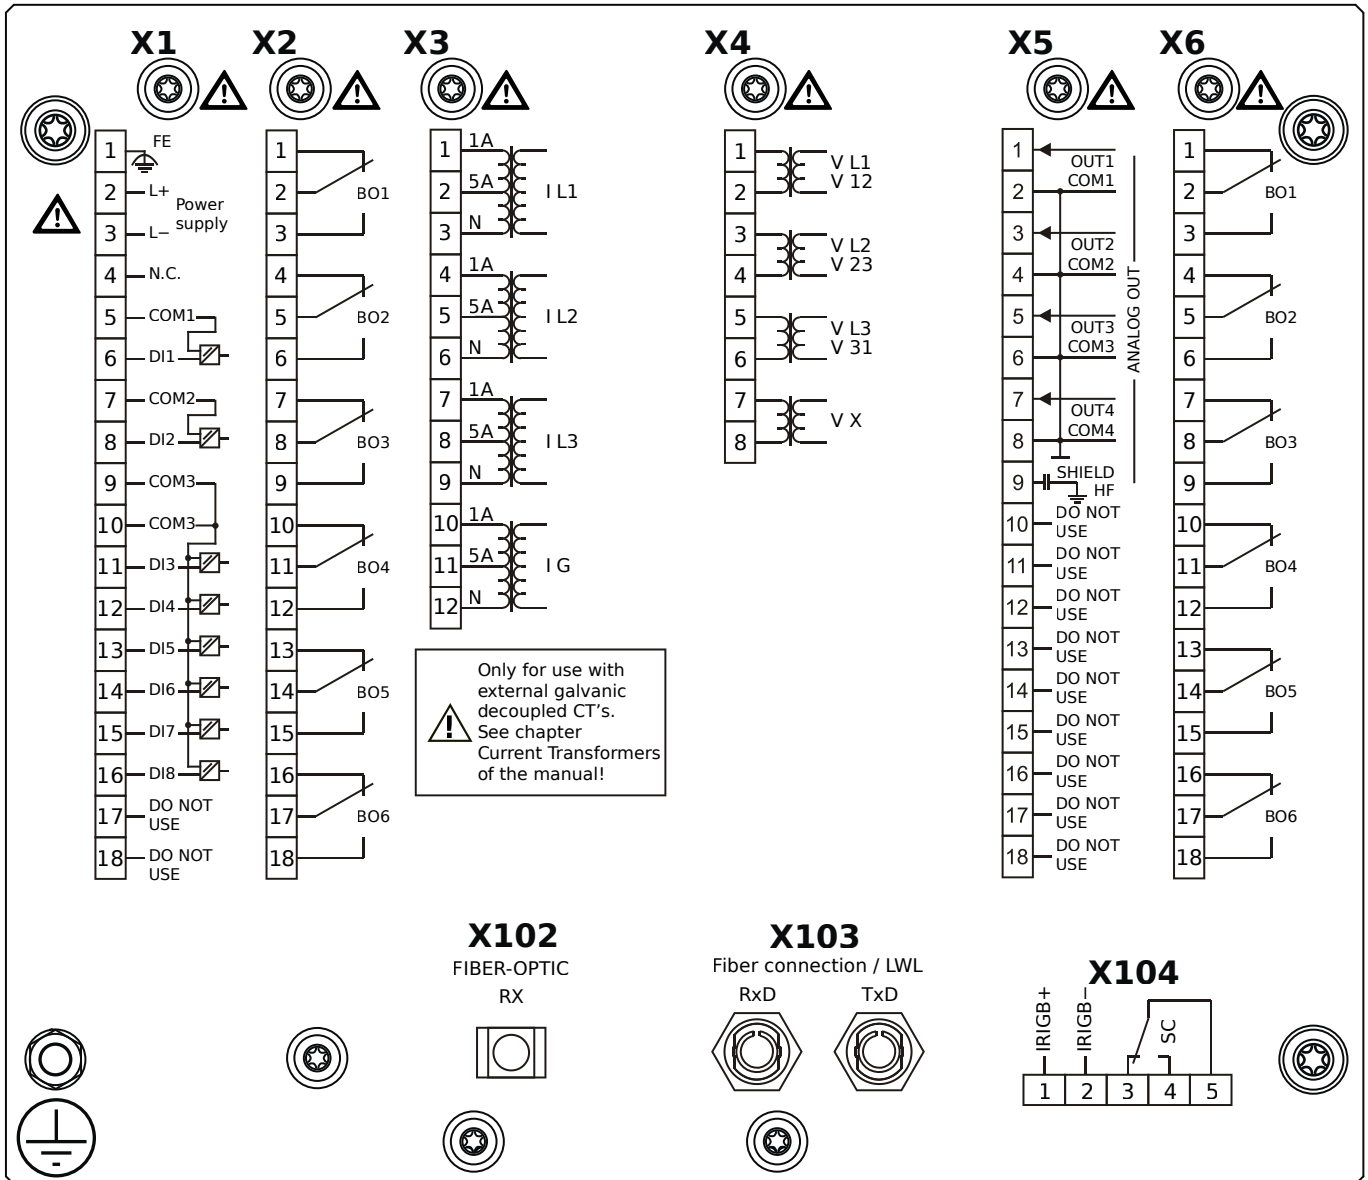 X1
1
FE
2
L+
Power
supply
3
L−
4
N.C.
5
COM1
6
DI1
7
COM2
8
DI2
9
COM3
10
COM3
11
DI3
12
DI4
13
DI5
14
DI6
15
DI7
16
DI8
17
DO NOT
USE
18
DO NOT
USE
X2
1
2
BO1
3
4
5
BO2
6
7
8
BO3
9
10
11
BO4
12
13
14
BO5
15
16
17
BO6
18
X3
1
1A
2
5A
I L1
3
N
4
1A
5
5A
I L2
6
N
7
1A
8
5A
I L3
9
N
10
1A
11
5A
I G
12
N
Only for use with
external galvanic
decoupled CT's.
See chapter
Current Transformers
of the manual!
X4
1
V L1
2
V 12
3
V L2
4
V 23
5
V L3
6
V 31
7
V X
8
X5
1
OUT1
2
COM1
3
OUT2
4
COM2
5
OUT3
6
COM3
7
OUT4
8
COM4
ANALOG OUT
9
SHIELD
HF
10
DO NOT
USE
11
DO NOT
USE
12
DO NOT
USE
13
DO NOT
USE
14
DO NOT
USE
15
DO NOT
USE
16
DO NOT
USE
17
DO NOT
USE
18
DO NOT
USE
X6
1
2
BO1
3
4
5
BO2
6
7
8
BO3
9
10
11
BO4
12
13
14
BO5
15
16
17
BO6
18
X102
FIBER-OPTIC
RX
X103
Fiber connection / LWL
RxD TxD
X104
IRIGB+
IRIGB−
SC
1 2 3 4 5